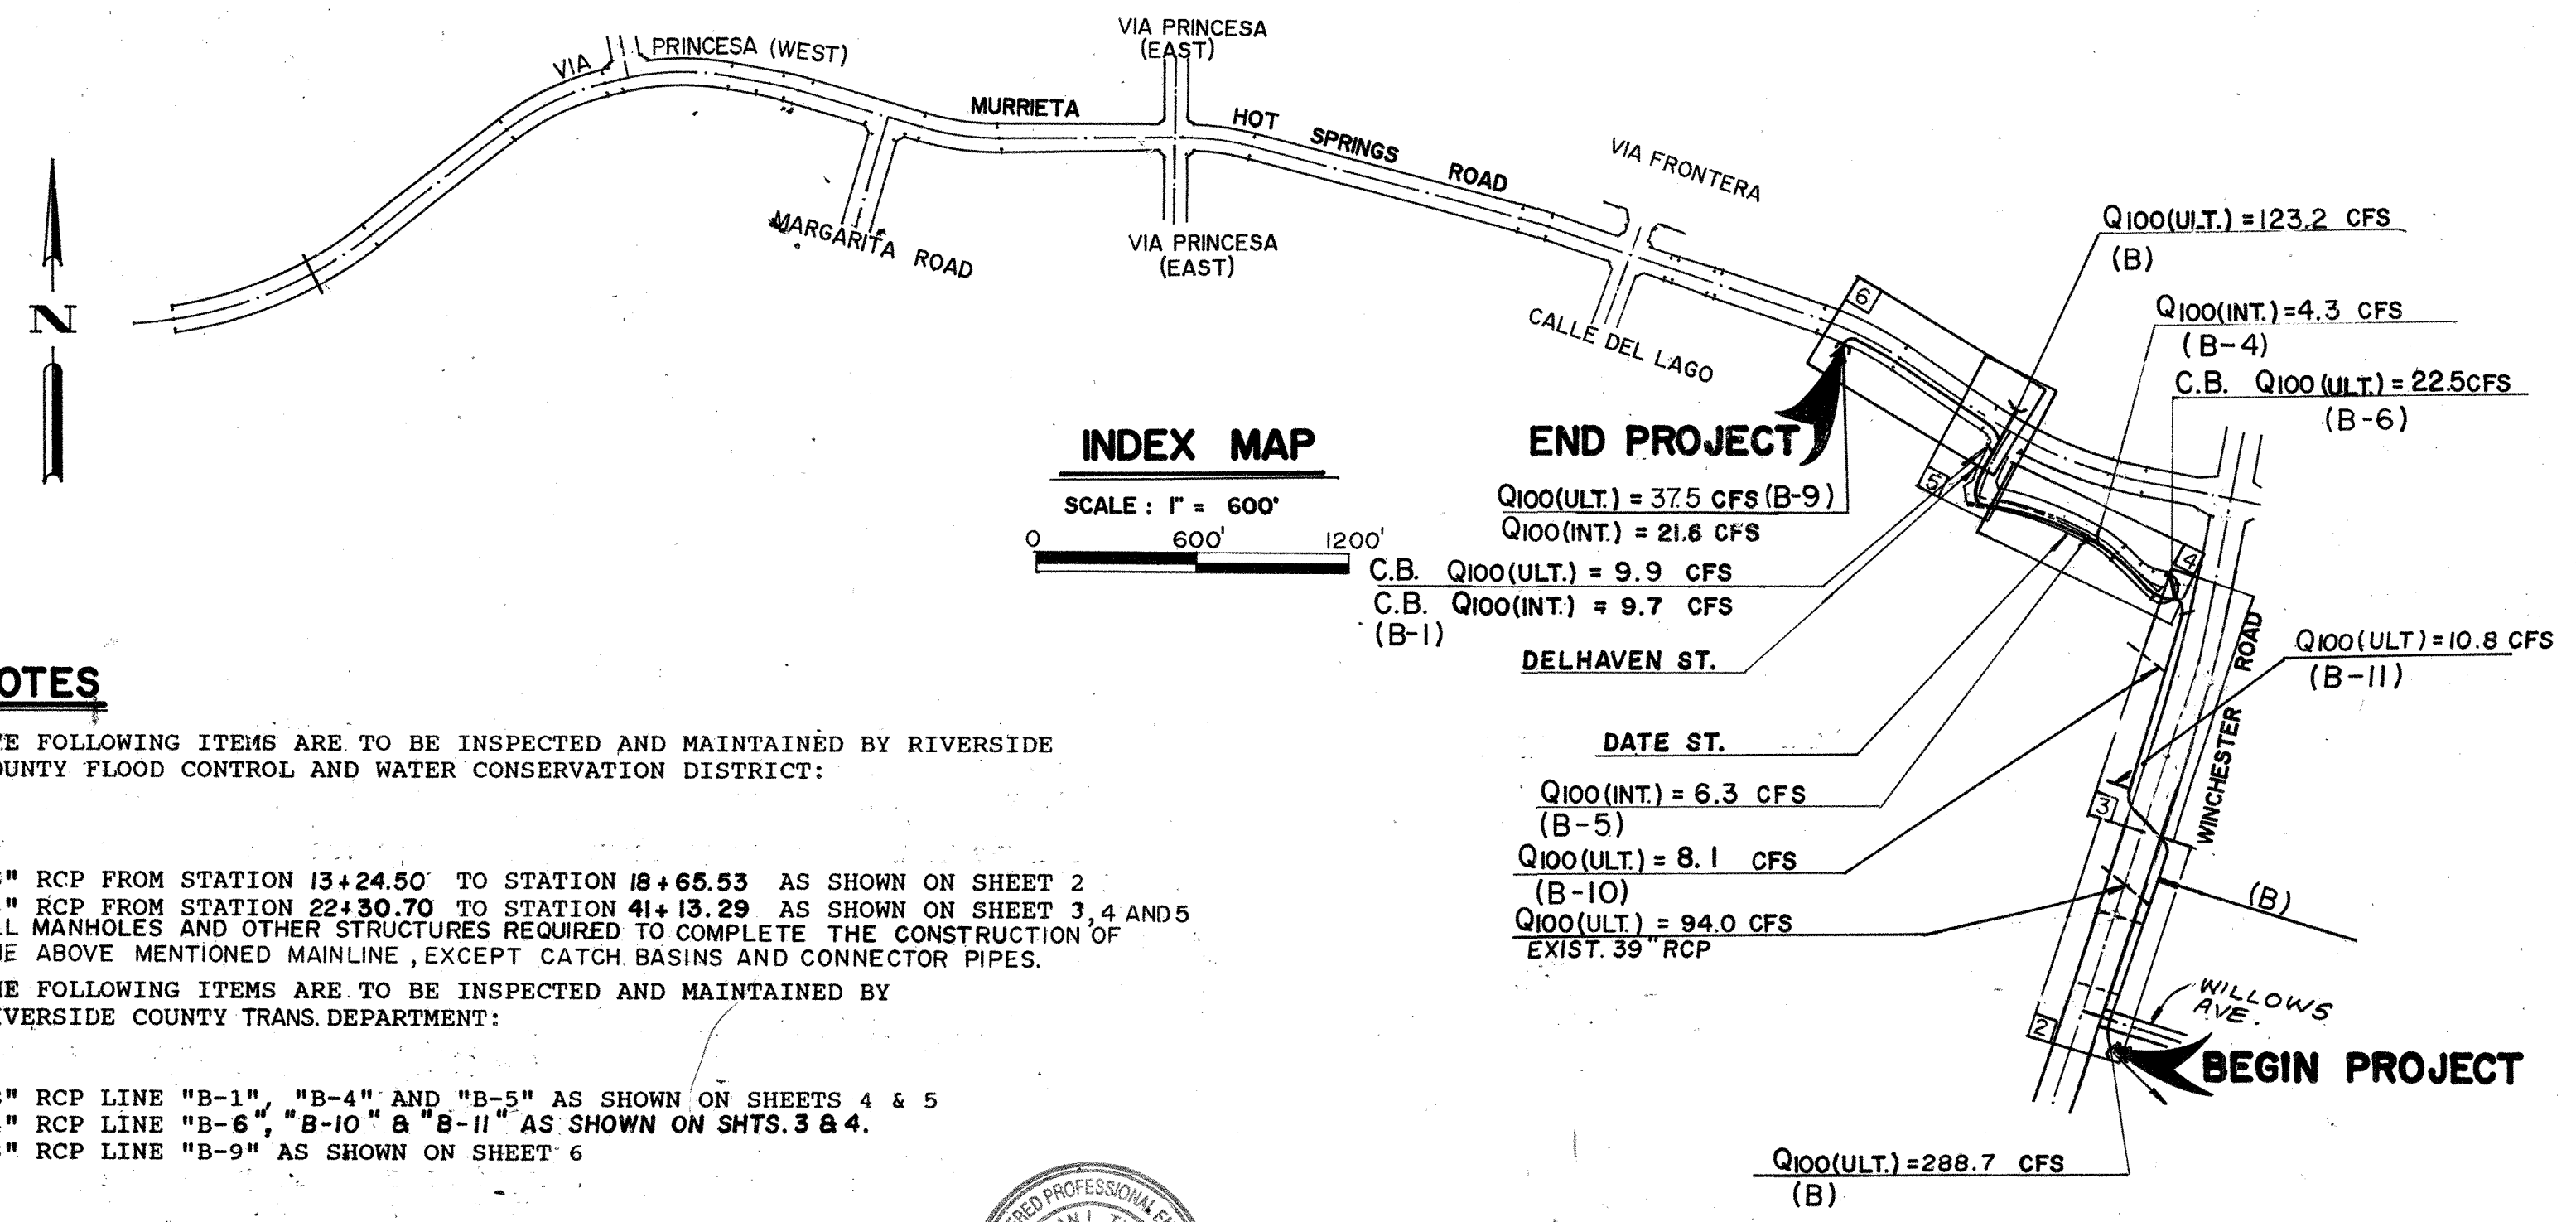 VIA PRINCESA (WEST)
VIA PRINCESA
(EAST)
MURRIETA HOT SPRINGS ROAD
VIA FRONTERA
MARGARITA ROAD
VIA PRINCESA
(EAST)
CALLE DEL LAGO
N
INDEX MAP
SCALE : 1" = 600'
0 600' 1200'
6
5
4
3
2
Q100(ULT.) = 123.2 CFS
(B)
Q100(INT.) = 4.3 CFS
(B-4)
C.B. Q100 (ULT.) = 22.5CFS
(B-6)
END PROJECT
Q100(ULT.) = 37.5 CFS (B-9)
Q100(INT.) = 21.6 CFS
C.B. Q100(ULT.) = 9.9 CFS
C.B. Q100(INT.) = 9.7 CFS
(B-1)
DELHAVEN ST.
DATE ST.
Q100(INT.) = 6.3 CFS
(B-5)
Q100(ULT.) = 8.1 CFS
(B-10)
Q100(ULT.) = 94.0 CFS
EXIST. 39" RCP
Q100(ULT) = 10.8 CFS
(B-11)
WINCHESTER ROAD
(B)
WILLOWS
AVE.
BEGIN PROJECT
Q100(ULT.) = 288.7 CFS
(B)
OTES
E FOLLOWING ITEMS ARE TO BE INSPECTED AND MAINTAINED BY RIVERSIDE
OUNTY FLOOD CONTROL AND WATER CONSERVATION DISTRICT:
" RCP FROM STATION 13+24.50 TO STATION 18+65.53 AS SHOWN ON SHEET 2
" RCP FROM STATION 22+30.70 TO STATION 41+13.29 AS SHOWN ON SHEET 3,4 AND 5
L MANHOLES AND OTHER STRUCTURES REQUIRED TO COMPLETE THE CONSTRUCTION OF
E ABOVE MENTIONED MAINLINE, EXCEPT CATCH BASINS AND CONNECTOR PIPES.
E FOLLOWING ITEMS ARE TO BE INSPECTED AND MAINTAINED BY
VERSIDE COUNTY TRANS. DEPARTMENT:
" RCP LINE "B-1", "B-4" AND "B-5" AS SHOWN ON SHEETS 4 & 5
" RCP LINE "B-6", "B-10" & "B-11" AS SHOWN ON SHTS. 3 & 4.
" RCP LINE "B-9" AS SHOWN ON SHEET 6
ERED PROFESSIONAL